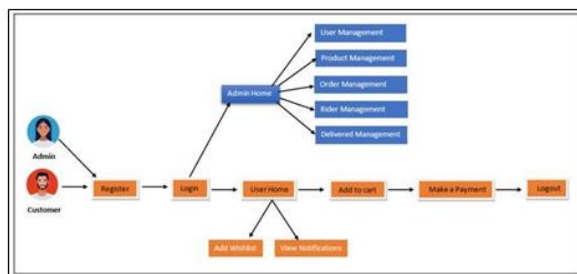 User Management
Product Management
Order Management
Rider Management
Delivered Management
Admin Home
Admin
Customer
Register
Login
User Home
Add to cart
Make a Payment
Logout
Add Wishlist
View Notifications